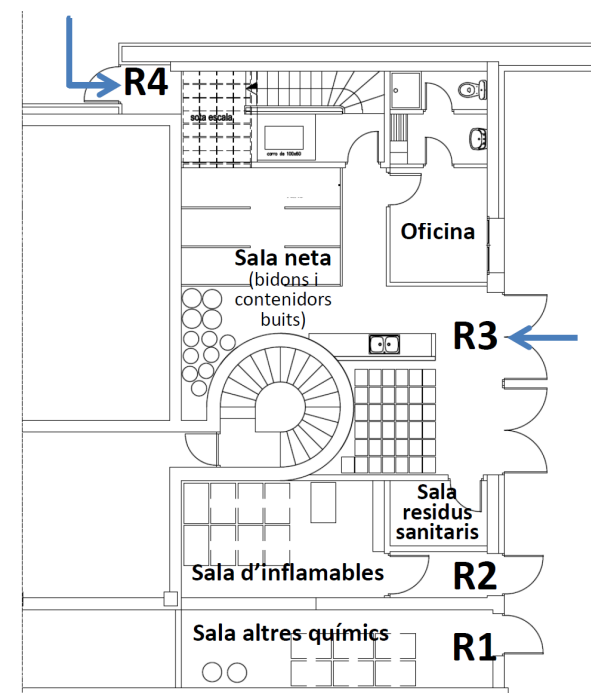 R4
sota escala
carro de 100x60
Oficina
Sala neta
(bidons i
contenidors
buits)
R3
Sala
residus
sanitaris
Sala d’inflamables
R2
Sala altres químics
R1